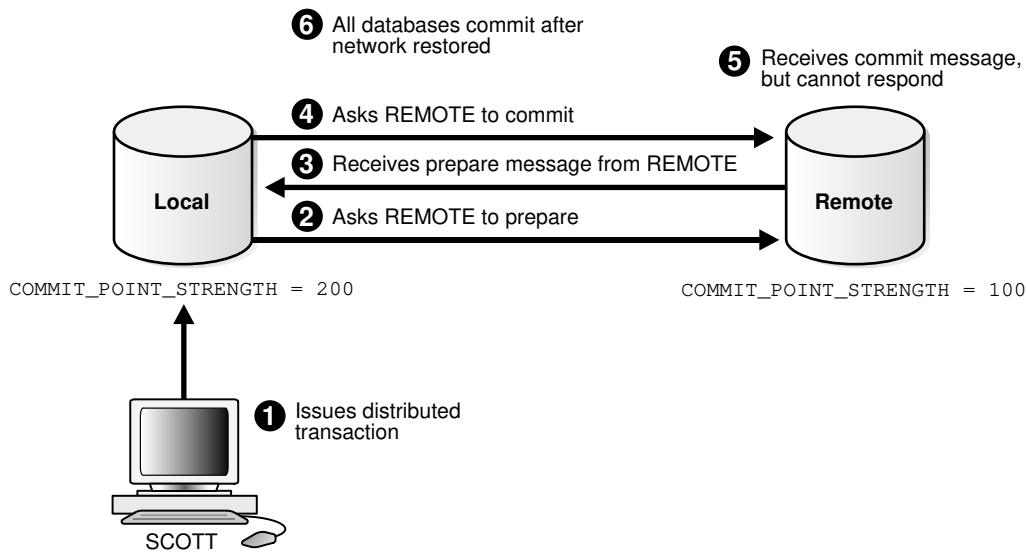 6 All databases commit after
network restored
5 Receives commit message,
but cannot respond
4 Asks REMOTE to commit
3 Receives prepare message from REMOTE
Local
Remote
2 Asks REMOTE to prepare
COMMIT_POINT_STRENGTH = 200
COMMIT_POINT_STRENGTH = 100
1 Issues distributed
transaction
SCOTT